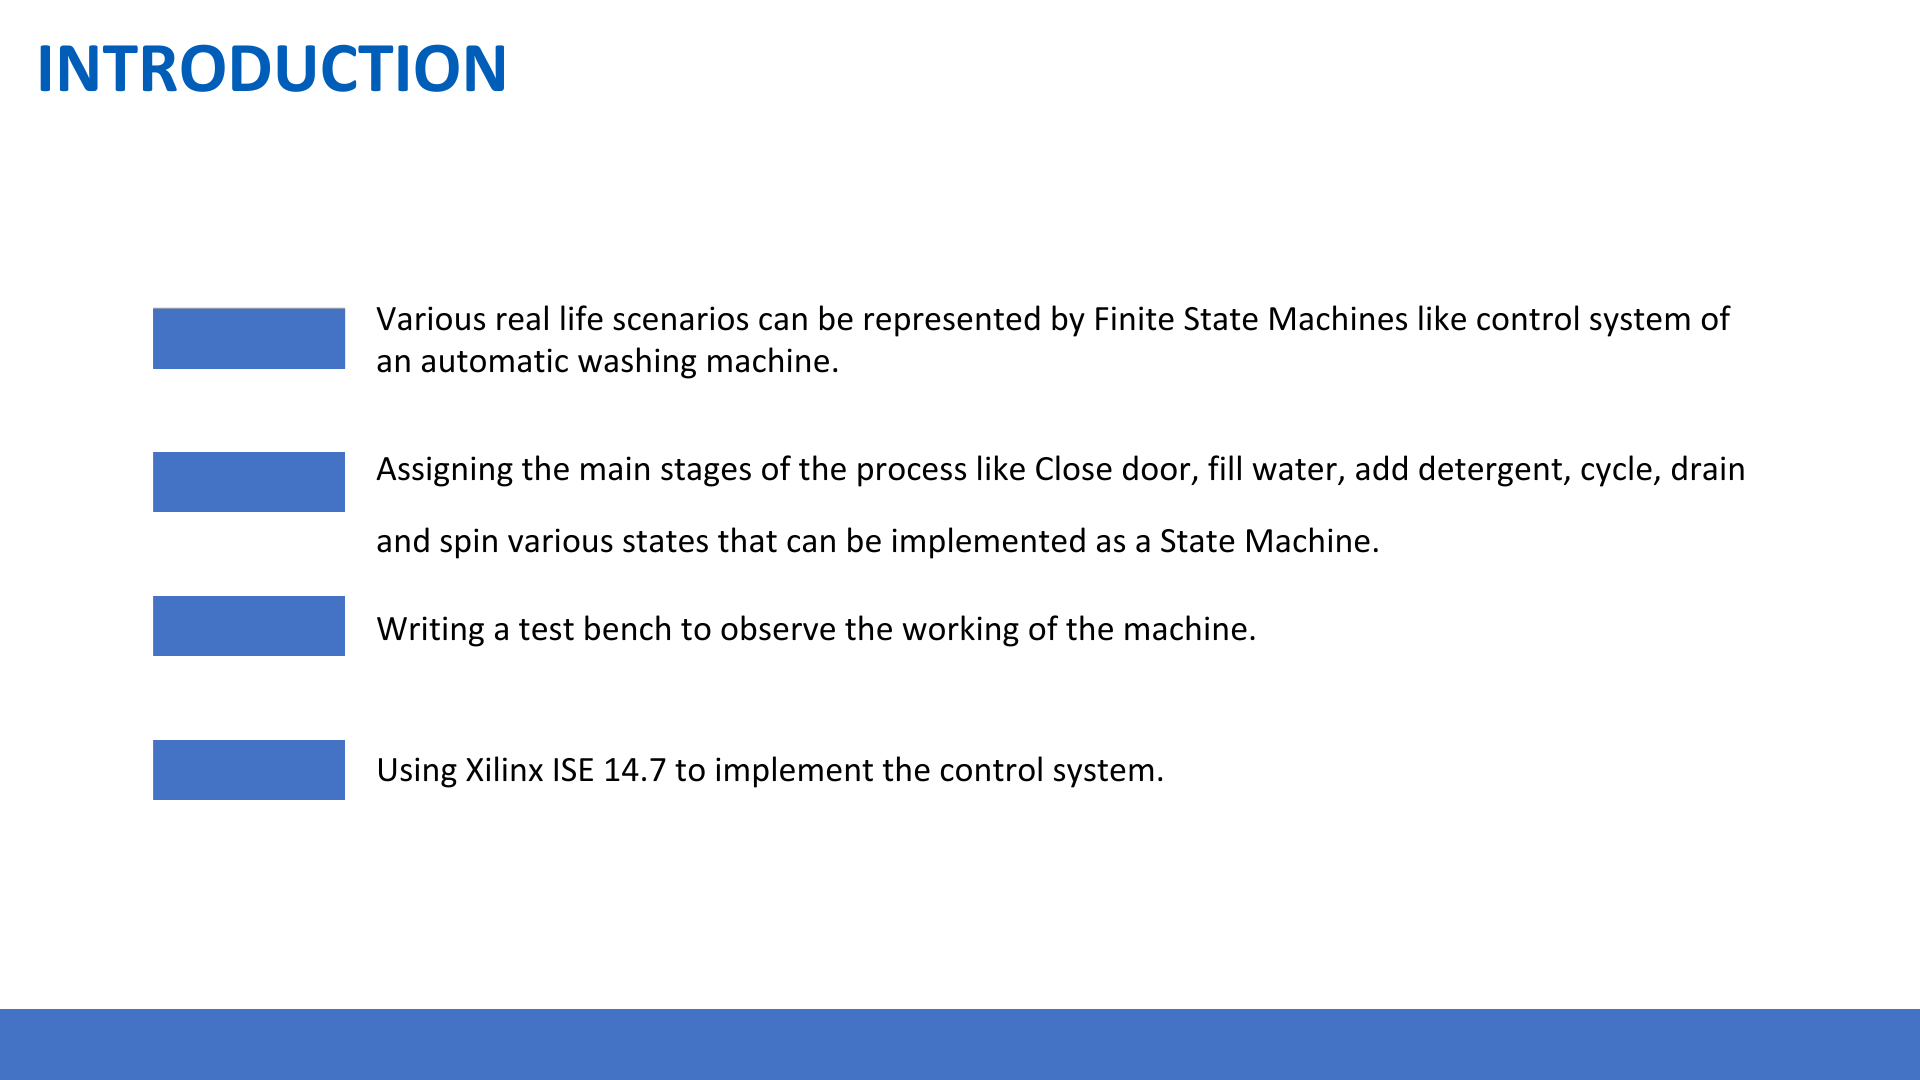 INTRODUCTION
Various real life scenarios can be represented by Finite State Machines like control system of
an automatic washing machine.
Assigning the main stages of the process like Close door, fill water, add detergent, cycle, drain
and spin various states that can be implemented as a State Machine.
Writing a test bench to observe the working of the machine.
Using Xilinx ISE 14.7 to implement the control system.